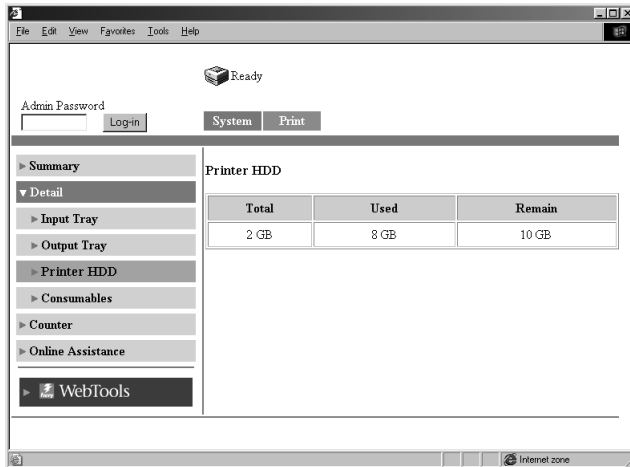 File Edit View Favorites Tools Help
Ready
Admin Password
Log-in
System Print
Summary
Detail
Input Tray
Output Tray
Printer HDD
Consumables
Counter
Online Assistance
WebTools
Printer HDD
Total Used Remain
2 GB 8 GB 10 GB
Internet zone